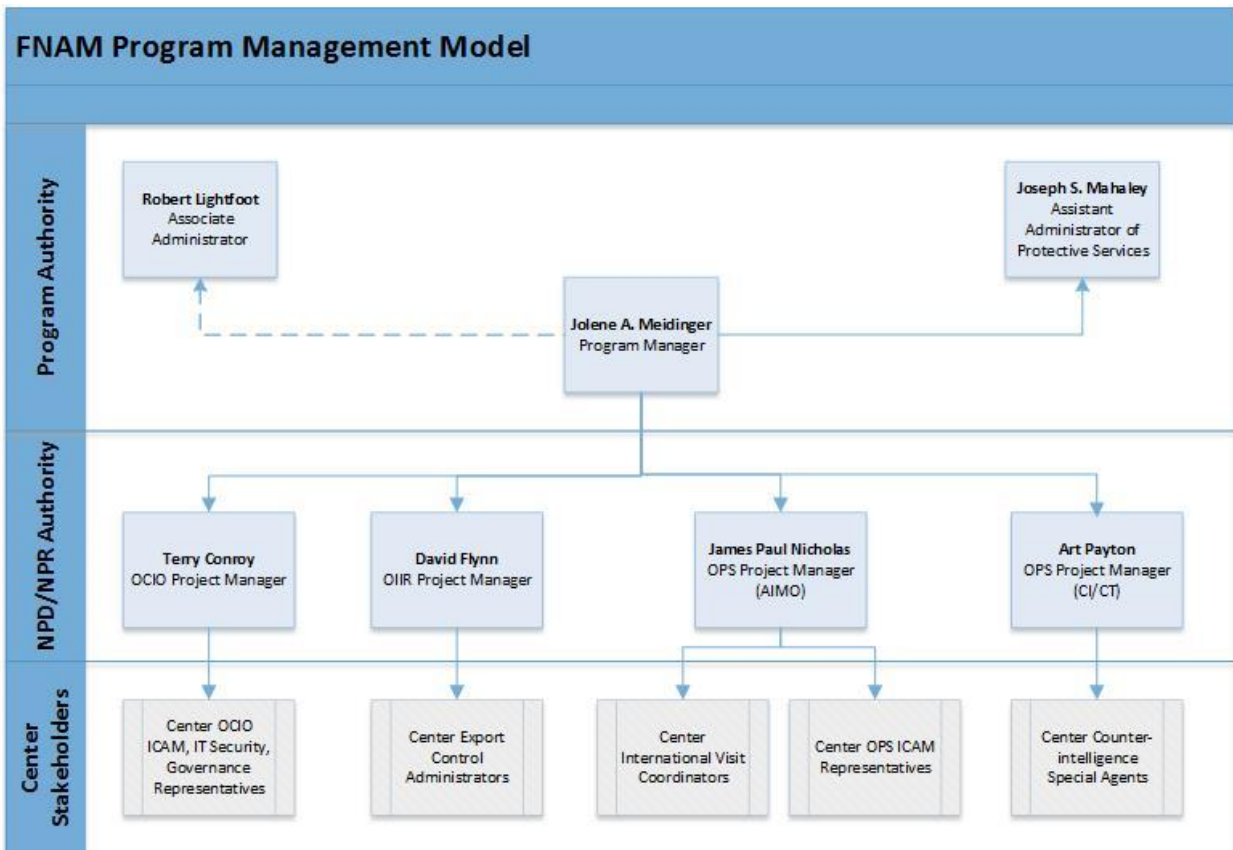 FNAM Program Management Model
Program Authority
Robert Lightfoot
Associate
Administrator
Joseph S. Mahaley
Assistant
Administrator of
Protective Services
Jolene A. Meidinger
Program Manager
NPD/NPR Authority
Terry Conroy
OCIO Project Manager
David Flynn
OIIR Project Manager
James Paul Nicholas
OPS Project Manager
(AIMO)
Art Payton
OPS Project Manager
(CI/CT)
Center
Stakeholders
Center OCIO
ICAM, IT Security,
Governance
Representatives
Center Export
Control
Administrators
Center
International Visit
Coordinators
Center OPS ICAM
Representatives
Center Counter-
intelligence
Special Agents